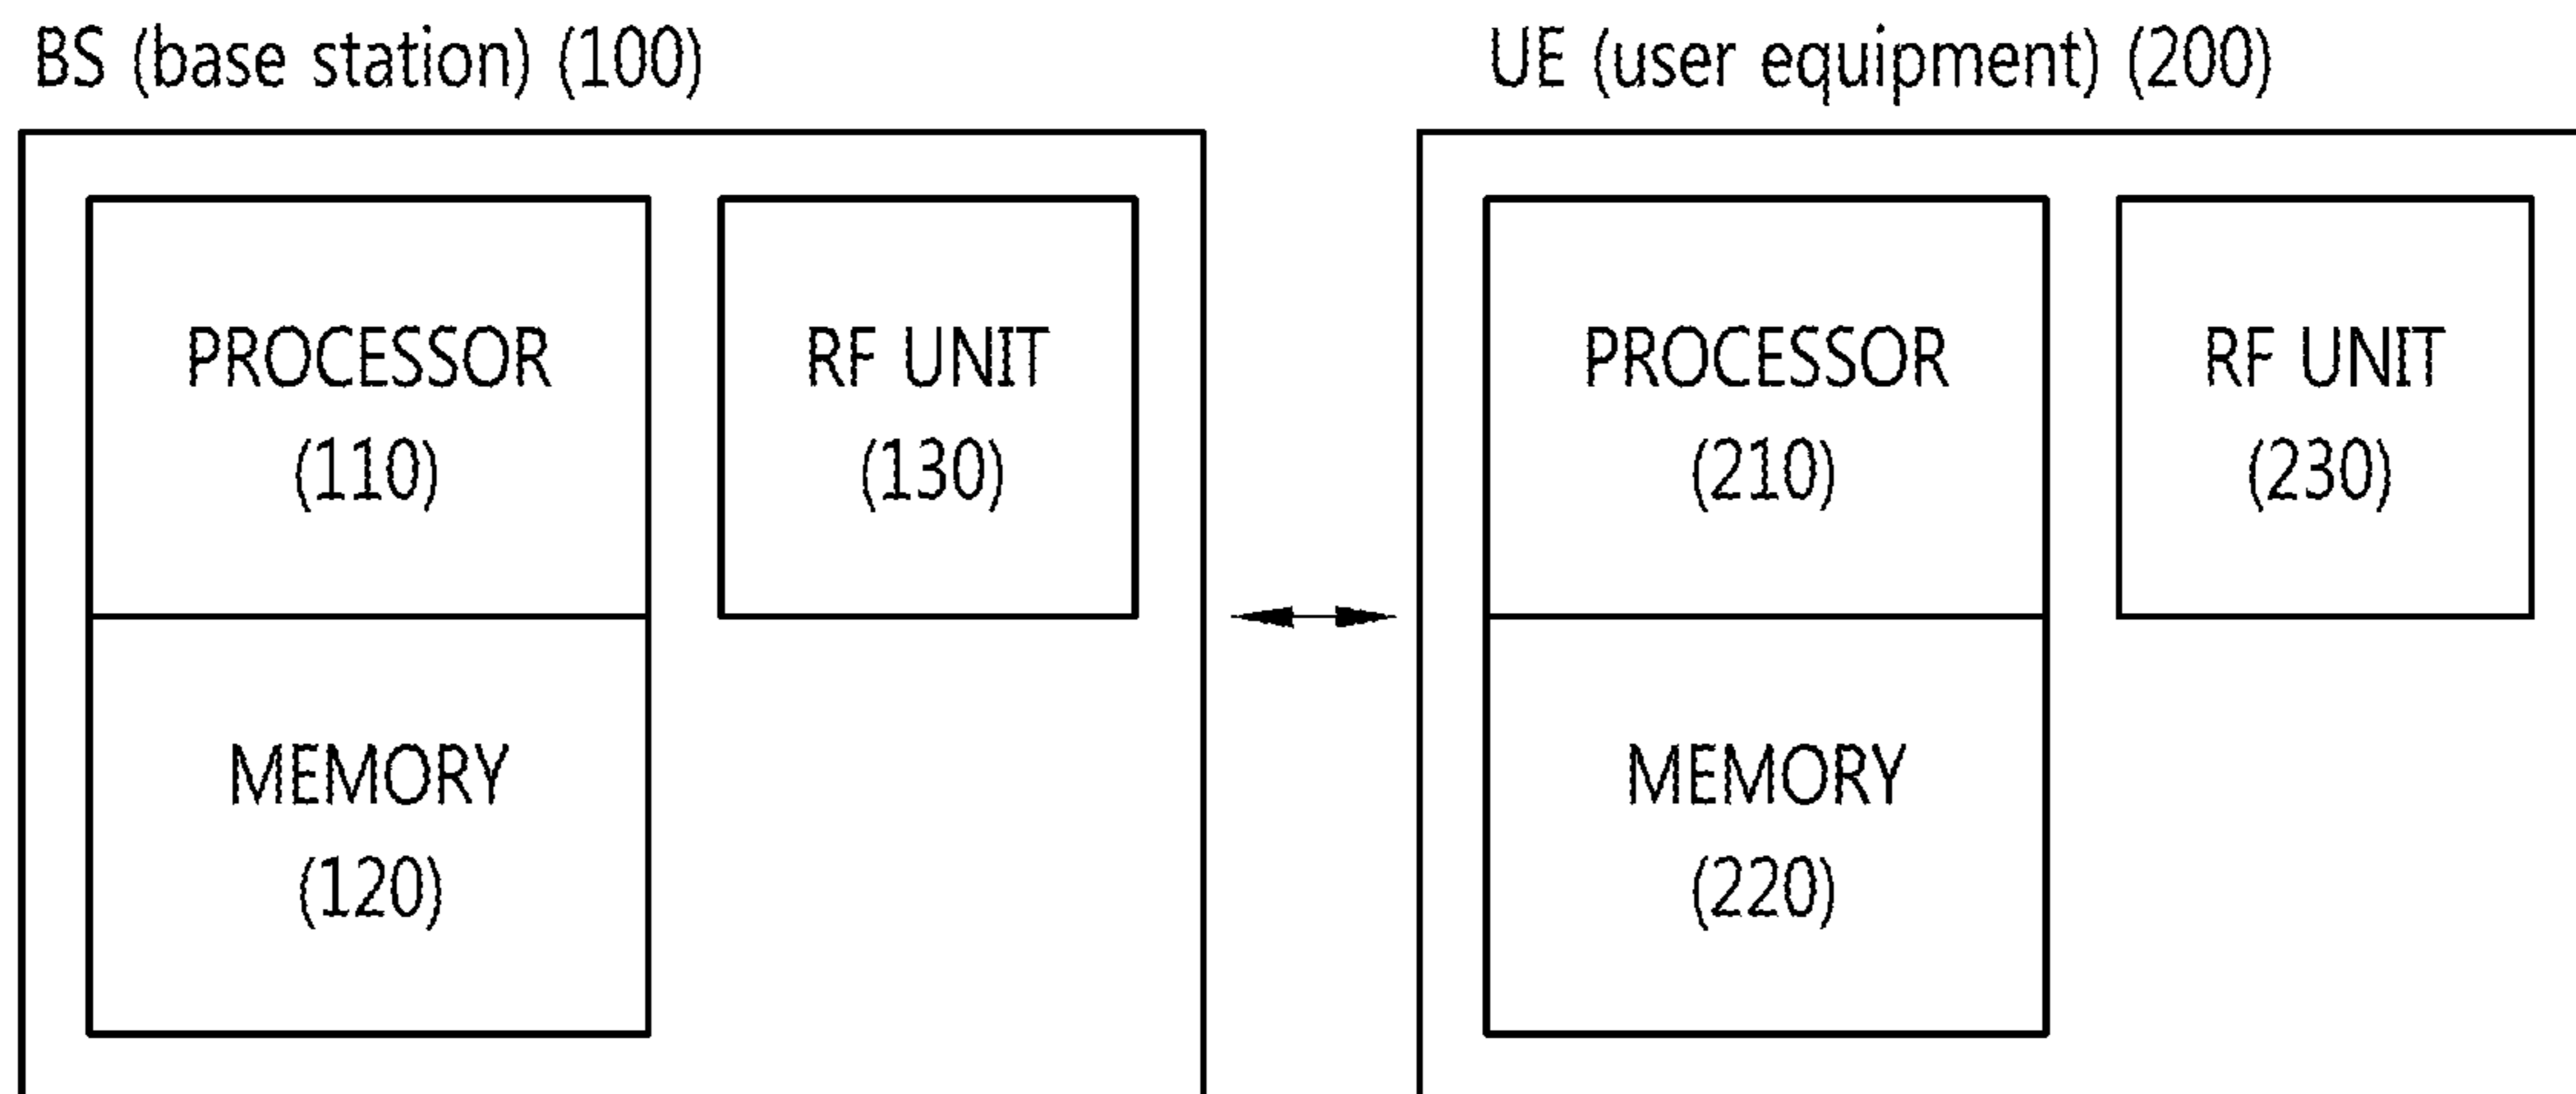 BS (base station) (100)
PROCESSOR
(110)
RF UNIT
(130)
MEMORY
(120)
UE (user equipment) (200)
PROCESSOR
(210)
RF UNIT
(230)
MEMORY
(220)